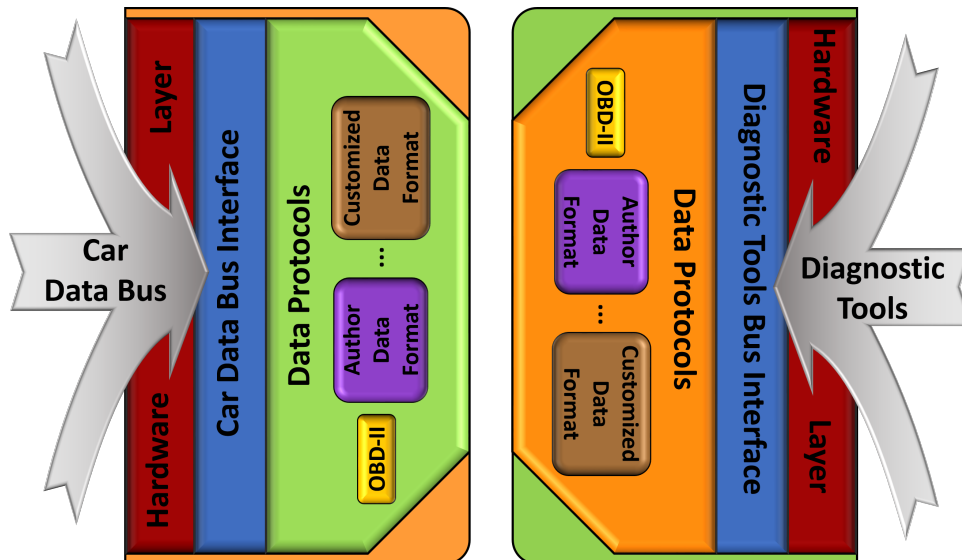 Car
Data Bus
Hardware Layer
Car Data Bus Interface
Data Protocols
Customized
Data
Format
...
Author
Data
Format
OBD-II
OBD-II
Author
Data
Format
...
Customized
Data
Format
Data Protocols
Diagnostic Tools Bus Interface
Hardware Layer
Diagnostic
Tools